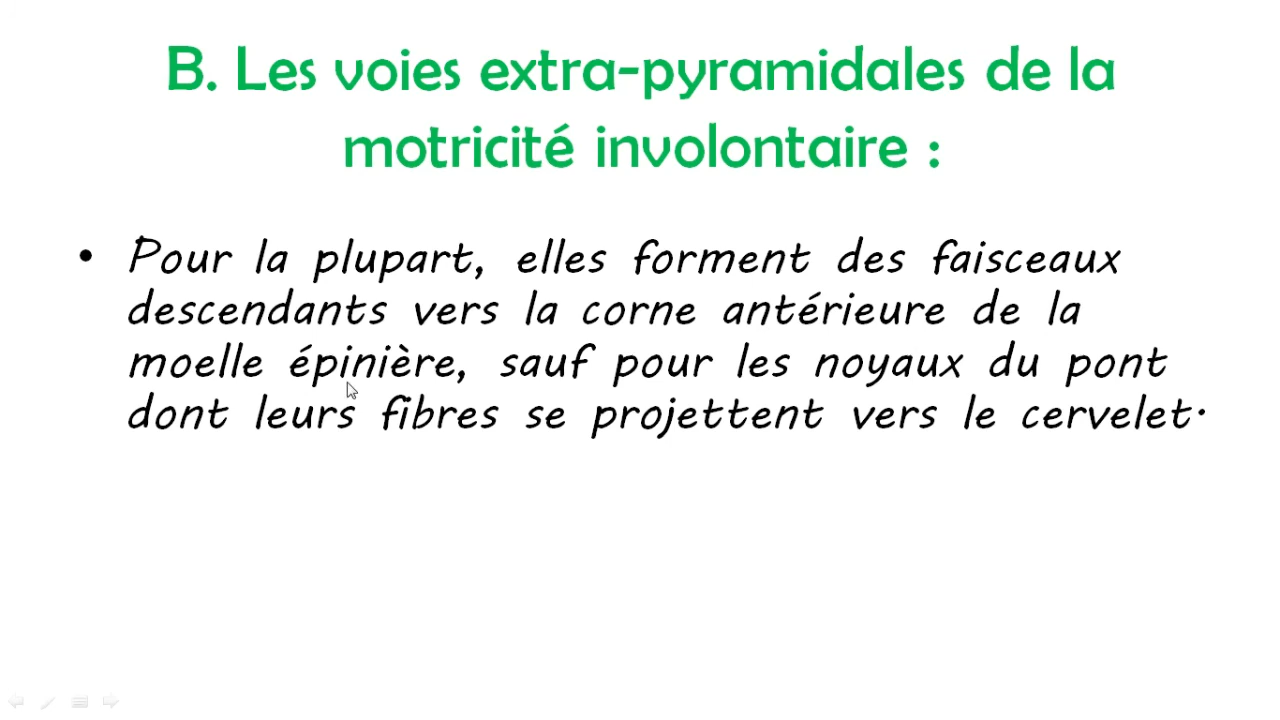 B. Les voies extra-pyramidales de la
motricité involontaire :
• Pour la plupart, elles forment des faisceaux
descendants vers la corne antérieure de la
moelle épinière, sauf pour les noyaux du pont
dont leurs fibres se projettent vers le cervelet.